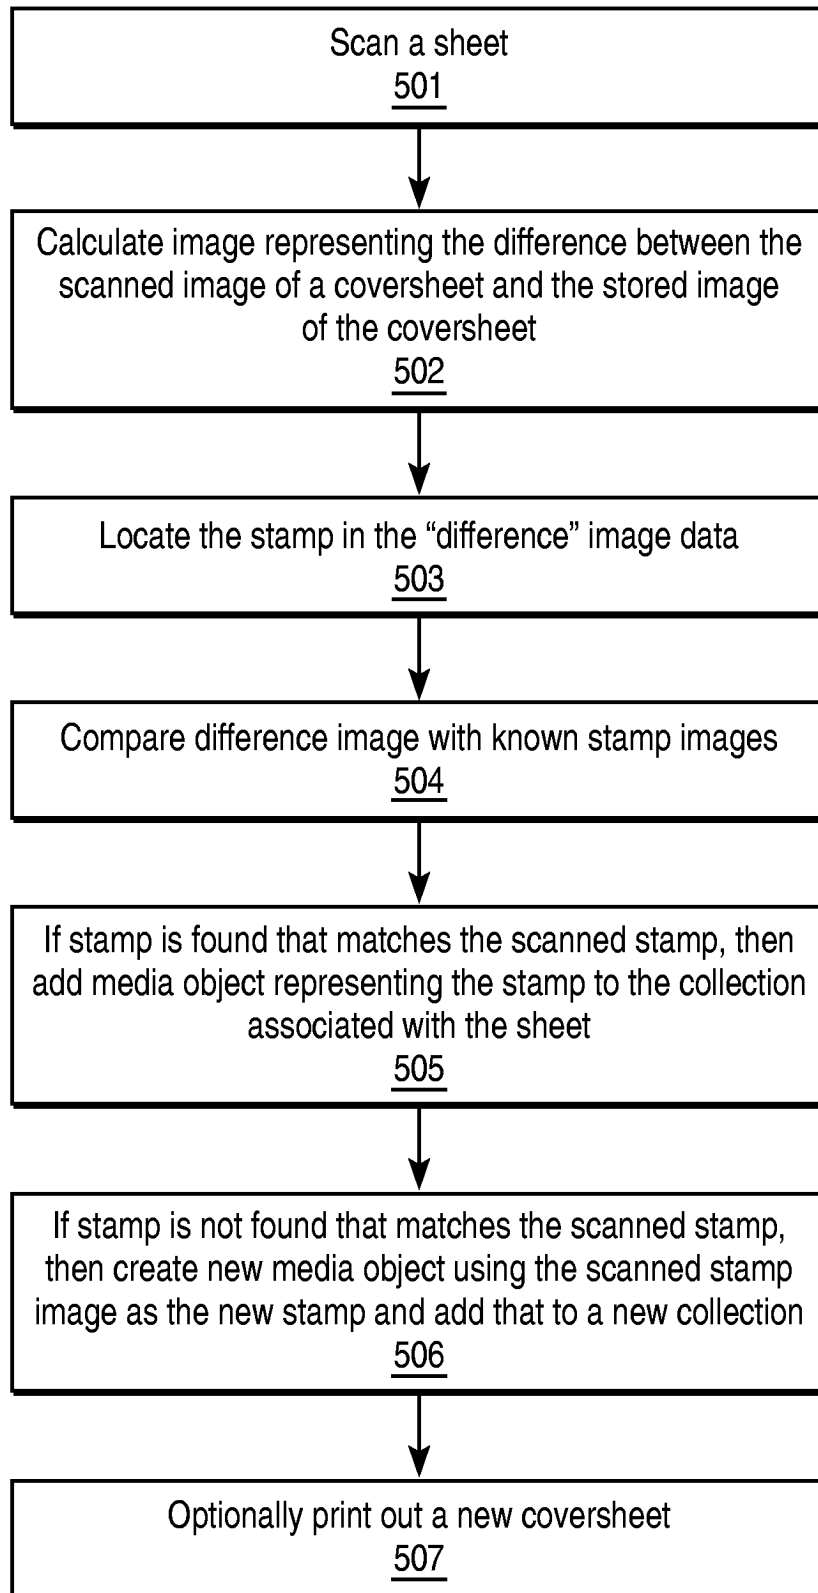 Scan a sheet
501
Calculate image representing the difference between the
scanned image of a coversheet and the stored image
of the coversheet
502
Locate the stamp in the “difference” image data
503
Compare difference image with known stamp images
504
If stamp is found that matches the scanned stamp, then
add media object representing the stamp to the collection
associated with the sheet
505
If stamp is not found that matches the scanned stamp,
then create new media object using the scanned stamp
image as the new stamp and add that to a new collection
506
Optionally print out a new coversheet
507